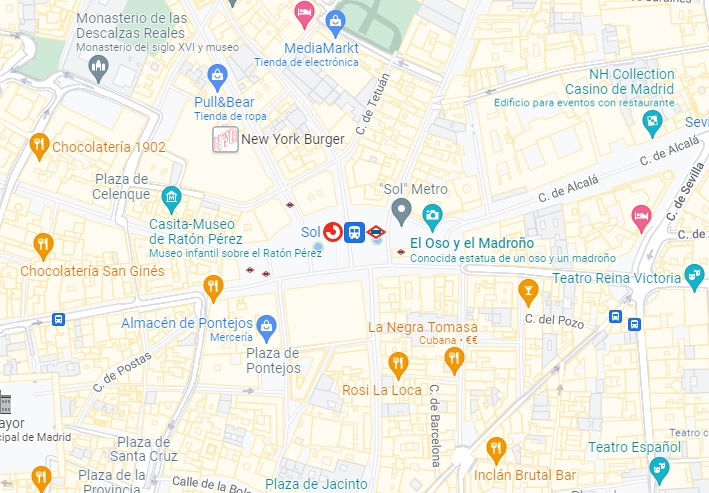 Monasterio de las
Descalzas Reales
Monasterio del siglo XVI y museo
MediaMarkt
Tienda de electrónica
Pull&Bear
Tienda de ropa
C. de Tetuán
NH Collection
Casino de Madrid
Edificio para eventos con restaurante
New York Burger
Chocolatería 1902
C. de Alcalá
C. de Alcalá
C. de Sevilla
Plaza de
Celenque
"Sol" Metro
Casita-Museo
de Ratón Pérez
Museo infantil sobre el Ratón Pérez
Sol
El Oso y el Madroño
Conocida estatua de un oso y un madroño
Chocolatería San Ginés
Teatro Reina Victoria
Almacén de Pontejos
Mercería
La Negra Tomasa
Cubana • €€
C. del Pozo
Plaza de
Pontejos
C. de Postas
Rosi La Loca
C. de Barcelona
Plaza de
Santa Cruz
Teatro Español
Inclán Brutal Bar
Plaza de la
Provincia
Calle de la
Plaza de Jacinto